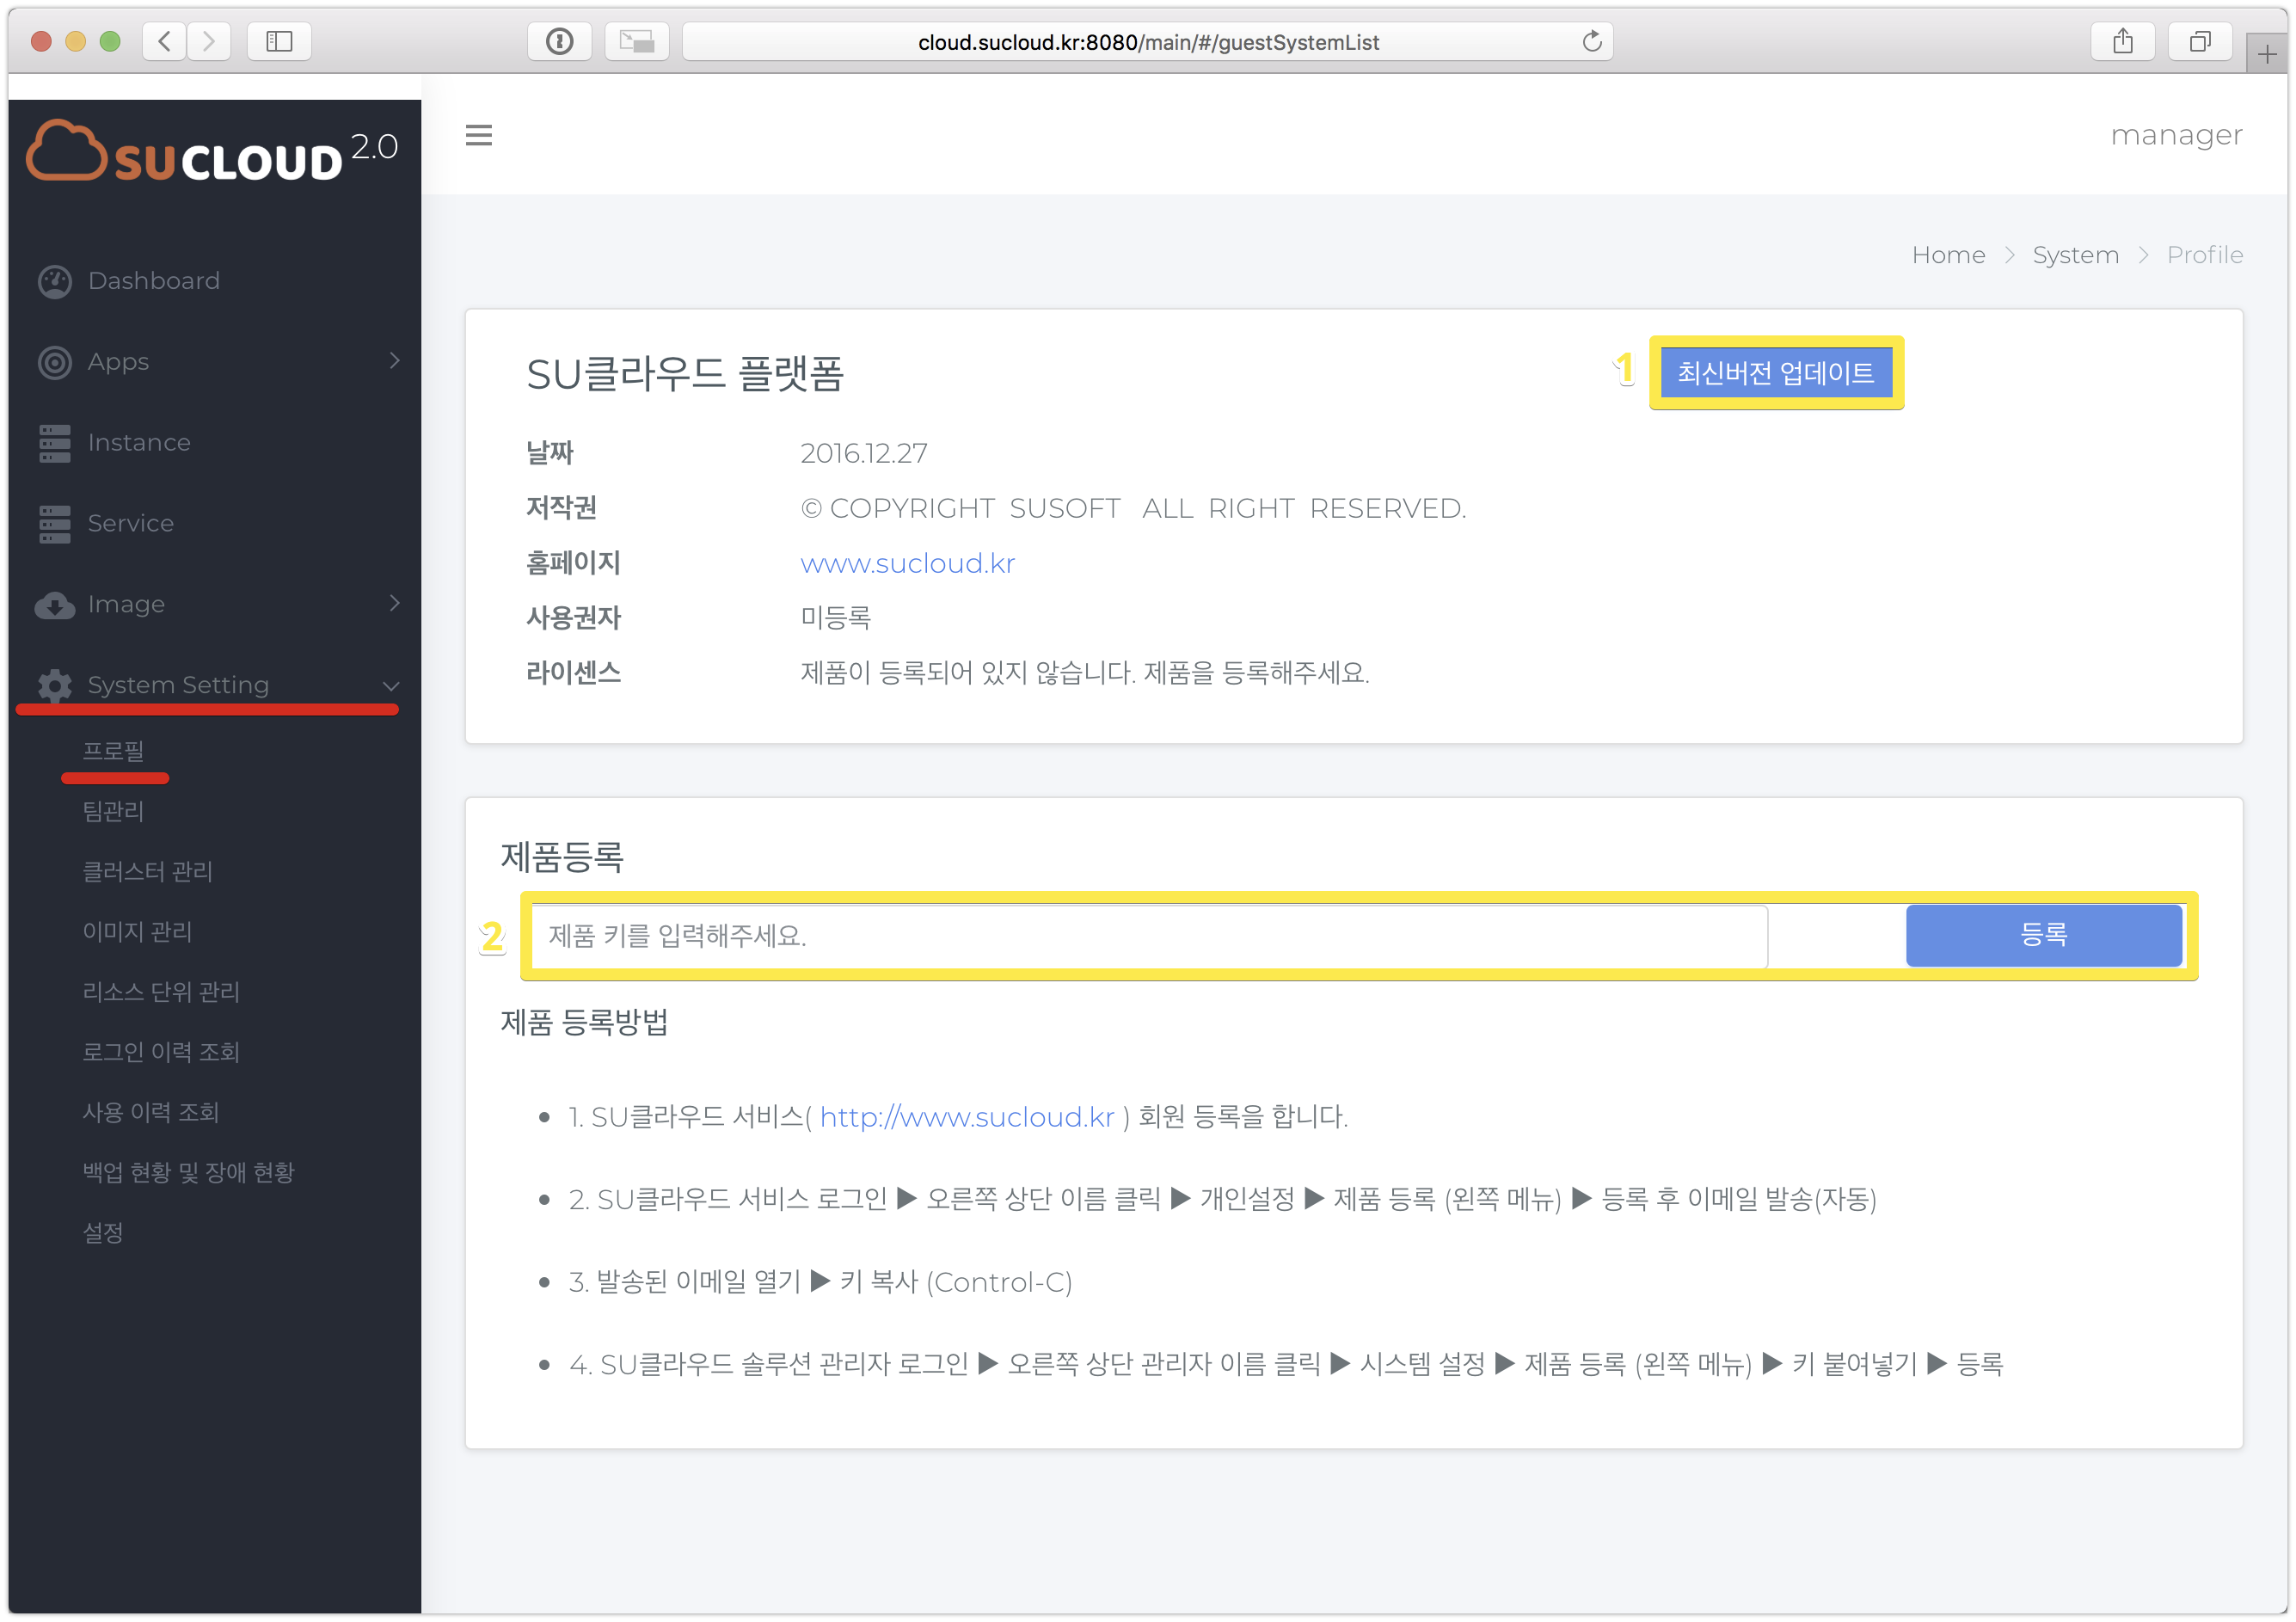 cloud.sucloud.kr:8080/main/#/guestSystemList
SUCLOUD 2.0
manager
Dashboard
Apps
Instance
Service
Image
System Setting
프로필
팀관리
클러스터 관리
이미지 관리
리소스 단위 관리
로그인 이력 조회
사용 이력 조회
백업 현황 및 장애 현황
설정
Home > System > Profile
SU클라우드 플랫폼
1 최신버전 업데이트
날짜 2016.12.27
저작권 © COPYRIGHT SUSOFT ALL RIGHT RESERVED.
홈페이지 www.sucloud.kr
사용권자 미등록
라이센스 제품이 등록되어 있지 않습니다. 제품을 등록해주세요.
제품등록
2 제품 키를 입력해주세요. 등록
제품 등록방법
• 1. SU클라우드 서비스( http://www.sucloud.kr ) 회원 등록을 합니다.
• 2. SU클라우드 서비스 로그인 ▶ 오른쪽 상단 이름 클릭 ▶ 개인설정 ▶ 제품 등록 (왼쪽 메뉴) ▶ 등록 후 이메일 발송(자동)
• 3. 발송된 이메일 열기 ▶ 키 복사 (Control-C)
• 4. SU클라우드 솔루션 관리자 로그인 ▶ 오른쪽 상단 관리자 이름 클릭 ▶ 시스템 설정 ▶ 제품 등록 (왼쪽 메뉴) ▶ 키 붙여넣기 ▶ 등록